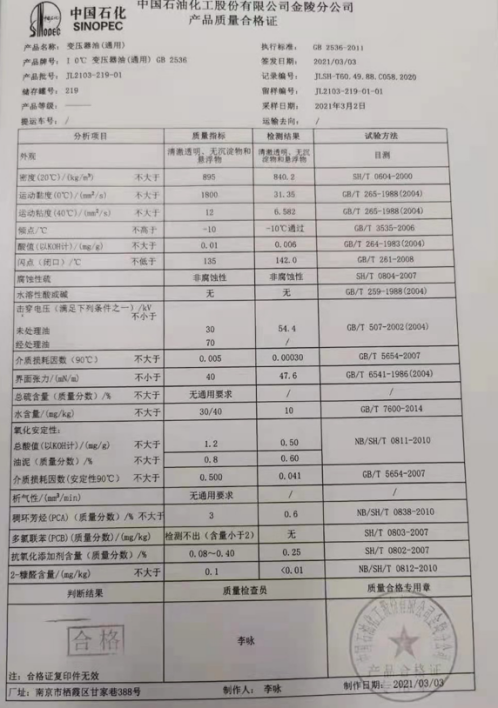 中国石化
SINOPEC
SINOPEC
中国石油化工股份有限公司金陵分公司
产品质量合格证
产品名称: 变压器油(通用) 执行标准: GB 2536-2011
产品牌号: I 0℃ 变压器油(通用) GB 2536 签发日期: 2021/03/03
产品批号: JL2103-219-01 记录编号: JLSH-T60.49.88.C058.2020
储存罐号: 219 留样编号: JL2103-219-01-01
产品等级: ----- 采样日期: 2021年3月2日
搬运车号: / 运输去向: /
分析项目 质量指标 检测结果 试验方法
外观 清澈透明、无沉淀物和悬浮物 清澈透明、无沉淀物和悬浮物 目测
密度(20℃)/(kg/m³) 不大于 895 840.2 SH/T 0604-2000
运动黏度(0℃)/(mm²/s) 不大于 1800 31.35 GB/T 265-1988(2004)
运动粘度(40℃)/(mm²/s) 不大于 12 6.582 GB/T 265-1988(2004)
倾点/℃ 不高于 -10 -10℃通过 GB/T 3535-2006
酸值(以KOH计)/(mg/g) 不大于 0.01 0.006 GB/T 264-1983(2004)
闪点(闭口)/℃ 不低于 135 142.0 GB/T 261-2008
腐蚀性硫 非腐蚀性 非腐蚀性 SH/T 0804-2007
水溶性酸或碱 无 无 GB/T 259-1988(2004)
击穿电压(满足下列条件之一)/kV
不小于
未处理油 30 54.4 GB/T 507-2002(2004)
经处理油 70 /
介质损耗因数(90℃) 不大于 0.005 0.00030 GB/T 5654-2007
界面张力/(mN/m) 不小于 40 47.6 GB/T 6541-1986(2004)
总硫含量(质量分数)/% 不大于 无通用要求 / /
水含量/(mg/kg) 不大于 30/40 10 GB/T 7600-2014
氧化安定性:
总酸值(以KOH计)/(mg/g) 不大于 1.2 0.50 NB/SH/T 0811-2010
油泥(质量分数)/% 不大于 0.8 0.60
介质损耗因数(安定性90℃) 不大于 0.500 0.041 GB/T 5654-2007
析气性/(mm³/min) 无通用要求 / /
稠环芳烃(PCA)(质量分数)/% 不大于 3 0.6 NB/SH/T 0838-2010
多氯联苯(PCB)(质量分数)/(mg/kg) 检测不出(含量小于2) 无 SH/T 0803-2007
抗氧化添加剂含量(质量分数)/% 0.08~0.40 0.25 SH/T 0802-2007
2-糠醛含量/(mg/kg) 不大于 0.1 <0.01 NB/SH/T 0812-2010
判断结果 质量检查员 质量合格专用章
合格
李咏
产品合格证
注: 合格证复印件无效
厂址: 南京市栖霞区甘家巷388号 制作人: 李咏 制作日期: 2021/03/03